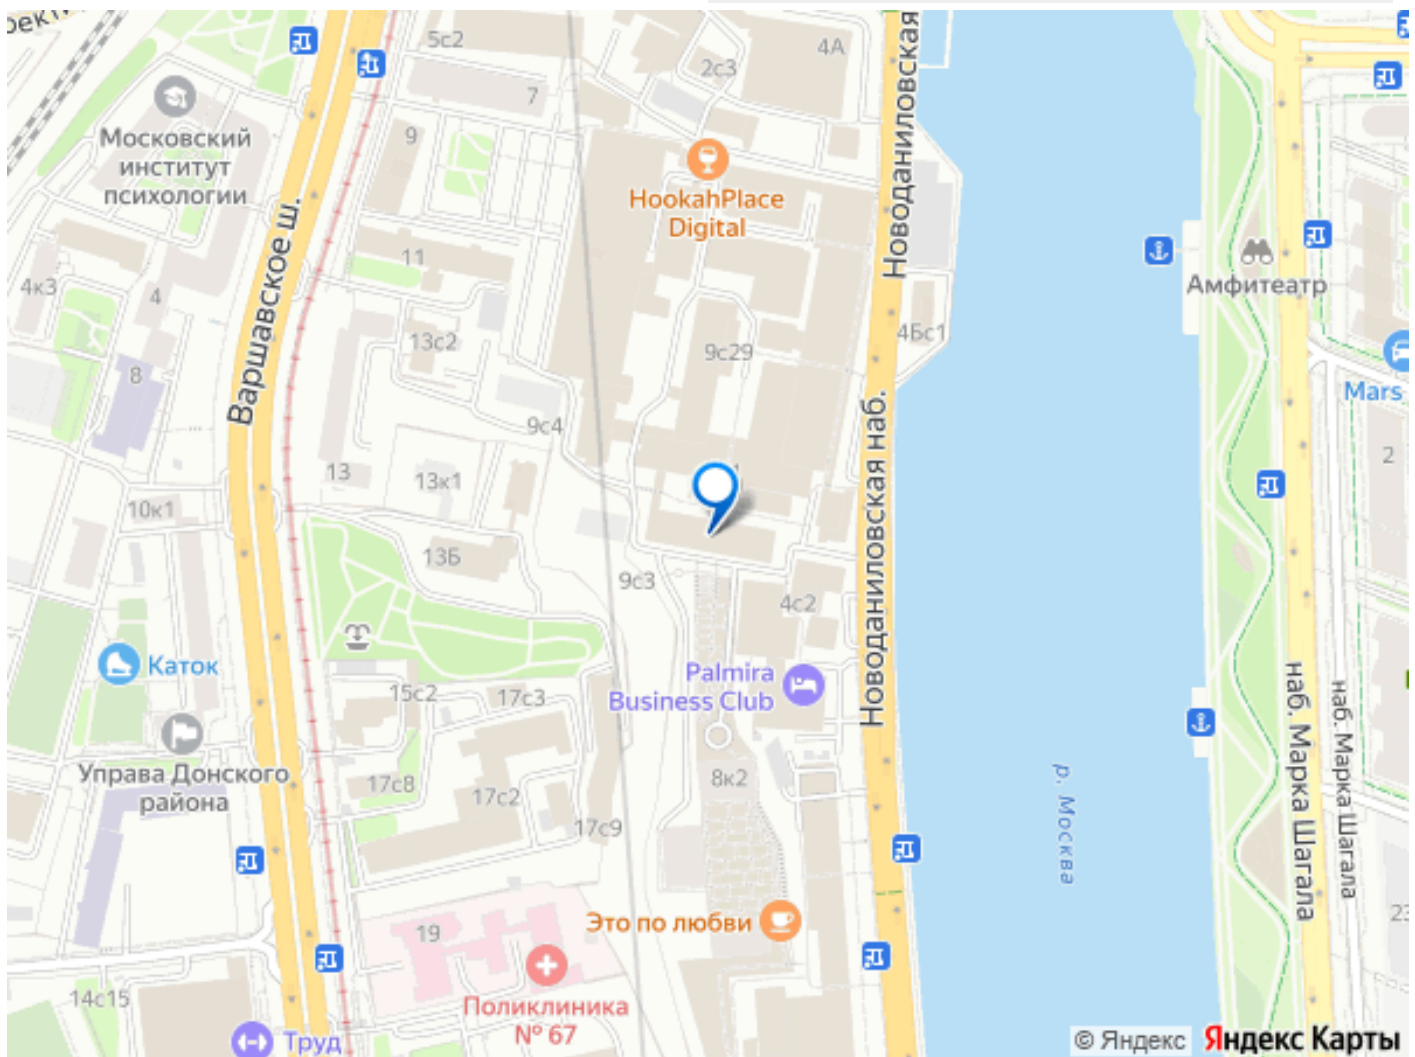 5с2
4А
2с3
7
Московский
институт
психологии
9
HookahPlace
Digital
Новоданиловская
Варшавское ш.
11
4к3
4
Амфитеатр
13с2
4Бс1
9с29
8
Mars
9с4
2
13
13к1
10к1
Новоданиловская наб.
13Б
9с3
4с2
Каток
Palmira
Business Club
15с2
17с3
наб. Марка Шагала
наб. Марка Шагала
Управа Донского
района
17с8
17с2
8к2
17с9
р. Москва
Это по любви
19
23
14с15
Поликлиника
№ 67
Труд
© Яндекс
Яндекс Карты